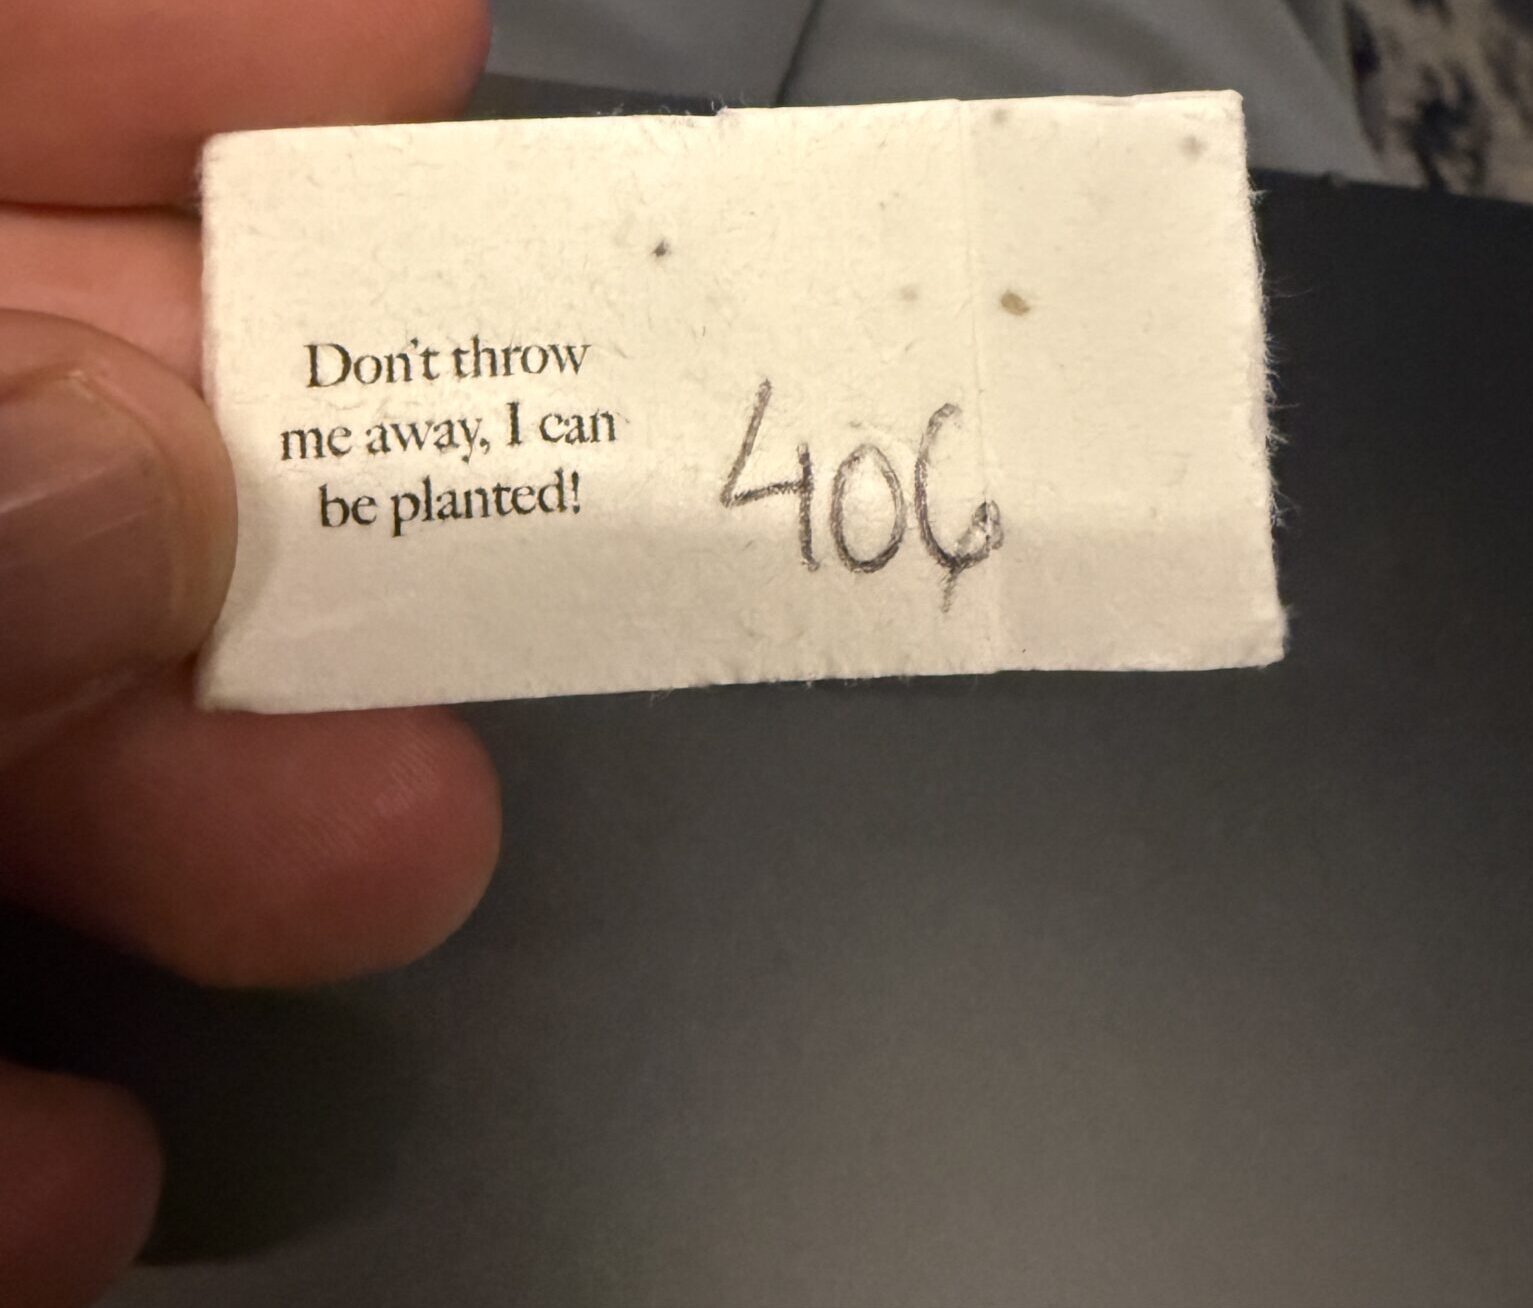 Don't throw
me away, I can
be planted!
406